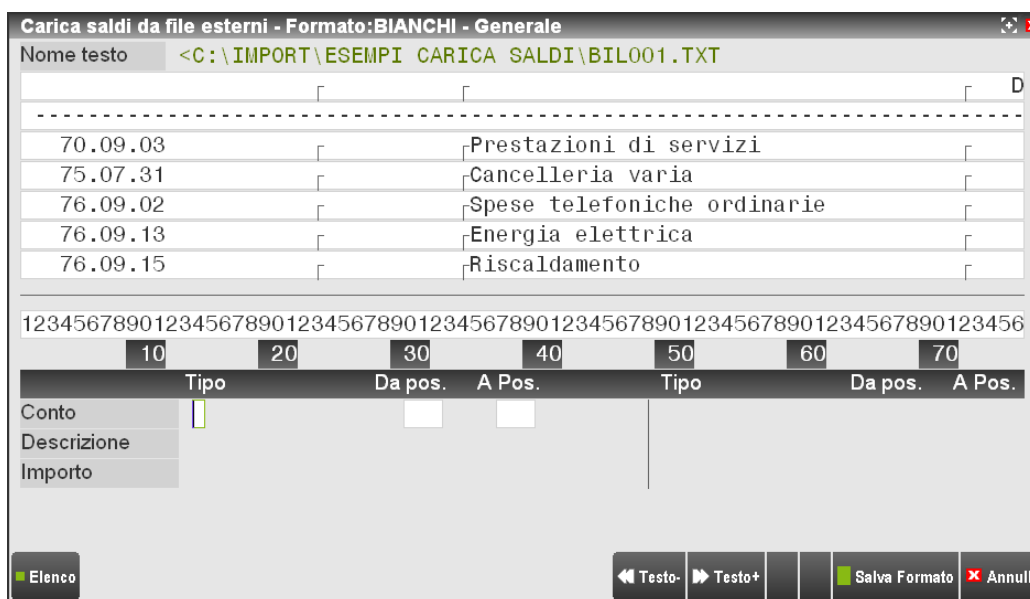 Carica saldi da file esterni - Formato:BIANCHI - Generale
Nome testo <C:\IMPORT\ESEMPI CARICA SALDI\BIL001.TXT
D
--------------------------------------------------------------------------
70.09.03 Prestazioni di servizi
75.07.31 Cancelleria varia
76.09.02 Spese telefoniche ordinarie
76.09.13 Energia elettrica
76.09.15 Riscaldamento
1234567890123456789012345678901234567890123456789012345678901234567890123456
10 20 30 40 50 60 70
Tipo Da pos. A Pos. Tipo Da pos. A Pos.
Conto
Descrizione
Importo
Elenco Testo- Testo+ Salva Formato Annull